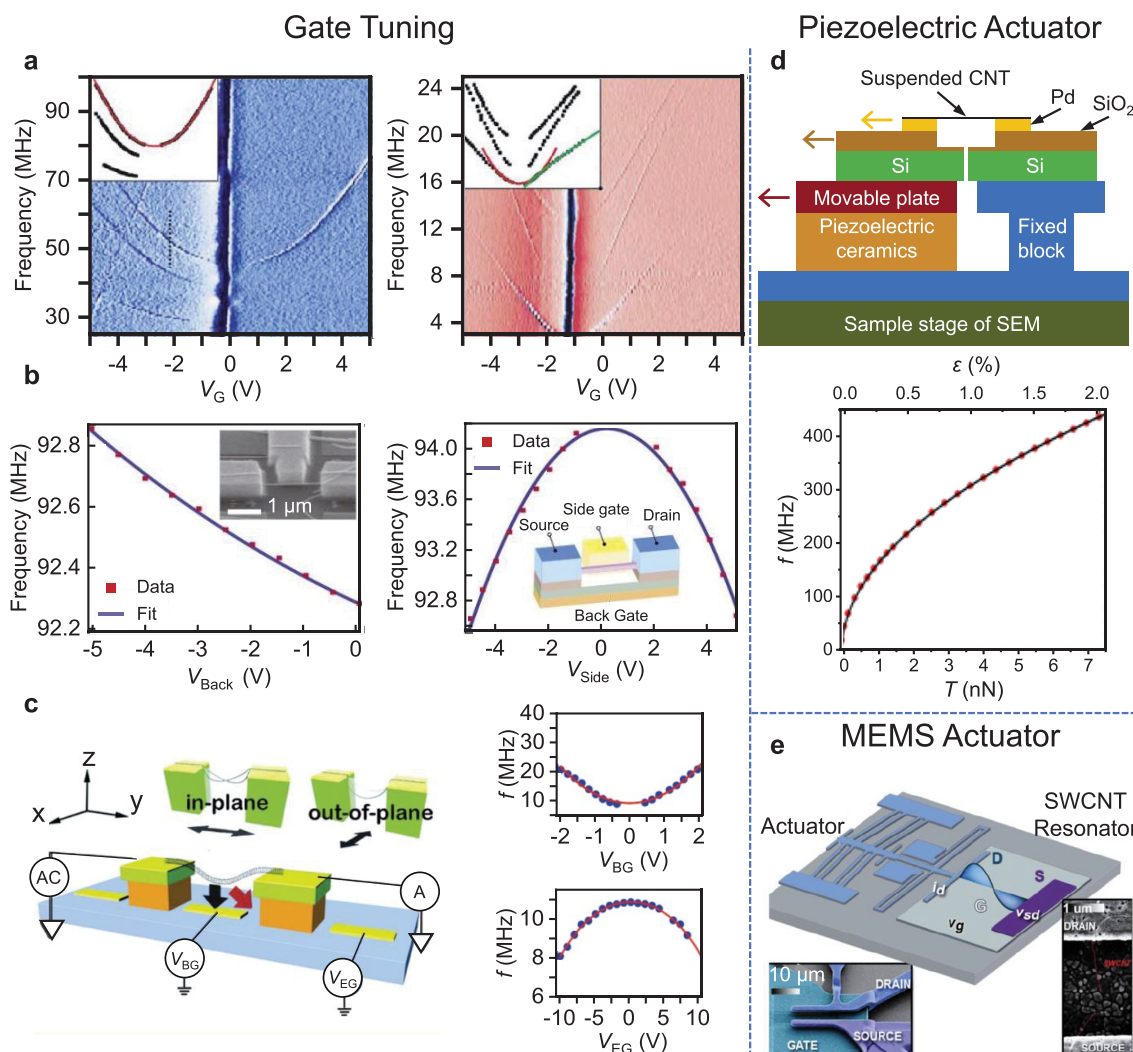 Gate Tuning
Piezoelectric Actuator
a
Frequency (MHz)
90
70
50
30
-4 -2 0 2 4
V_G (V)
Frequency (MHz)
24
20
16
12
8
4
-4 -2 0 2 4
V_G (V)
b
Frequency (MHz)
92.8
92.6
92.4
92.2
1 μm
Data
Fit
-5 -4 -3 -2 -1 0
V_Back (V)
Frequency (MHz)
94.0
93.6
93.2
92.8
Data
Fit
Source
Side gate
Drain
Back Gate
-4 -2 0 2 4
V_Side (V)
c
z
x
y
in-plane
out-of-plane
AC
A
V_BG
V_EG
f (MHz)
40
30
20
10
-2 -1 0 1 2
V_BG (V)
f (MHz)
10
8
6
-10 -5 0 5 10
V_EG (V)
d
Suspended CNT
Pd
SiO₂
Si
Si
Movable plate
Piezoelectric
ceramics
Fixed
block
Sample stage of SEM
ε (%)
0.0 0.5 1.0 1.5 2.0
f (MHz)
400
300
200
100
0
0 1 2 3 4 5 6 7
T (nN)
e
MEMS Actuator
Actuator
SWCNT
Resonator
D
S
i_d
G
v_sd
v_g
10 μm
DRAIN
SOURCE
GATE
1 um
DRAIN
SWCNT
SOURCE